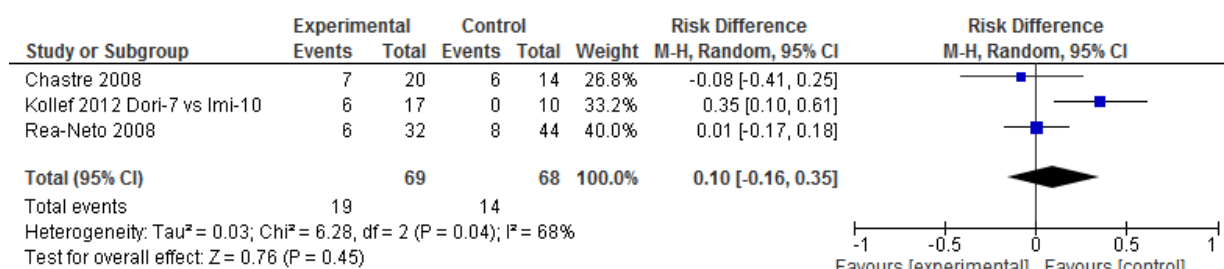 Experimental Control Risk Difference Risk Difference
Study or Subgroup Events Total Events Total Weight M-H, Random, 95% CI M-H, Random, 95% CI
Chastre 2008 7 20 6 14 26.8% -0.08 [-0.41, 0.25]
Kollef 2012 Dori-7 vs Imi-10 6 17 0 10 33.2% 0.35 [0.10, 0.61]
Rea-Neto 2008 6 32 8 44 40.0% 0.01 [-0.17, 0.18]
Total (95% CI) 69 68 100.0% 0.10 [-0.16, 0.35]
Total events 19 14
Heterogeneity: Tau² = 0.03; Chi² = 6.28, df = 2 (P = 0.04); I² = 68%
Test for overall effect: Z = 0.76 (P = 0.45)
-1 -0.5 0 0.5 1
Favours [experimental] Favours [control]